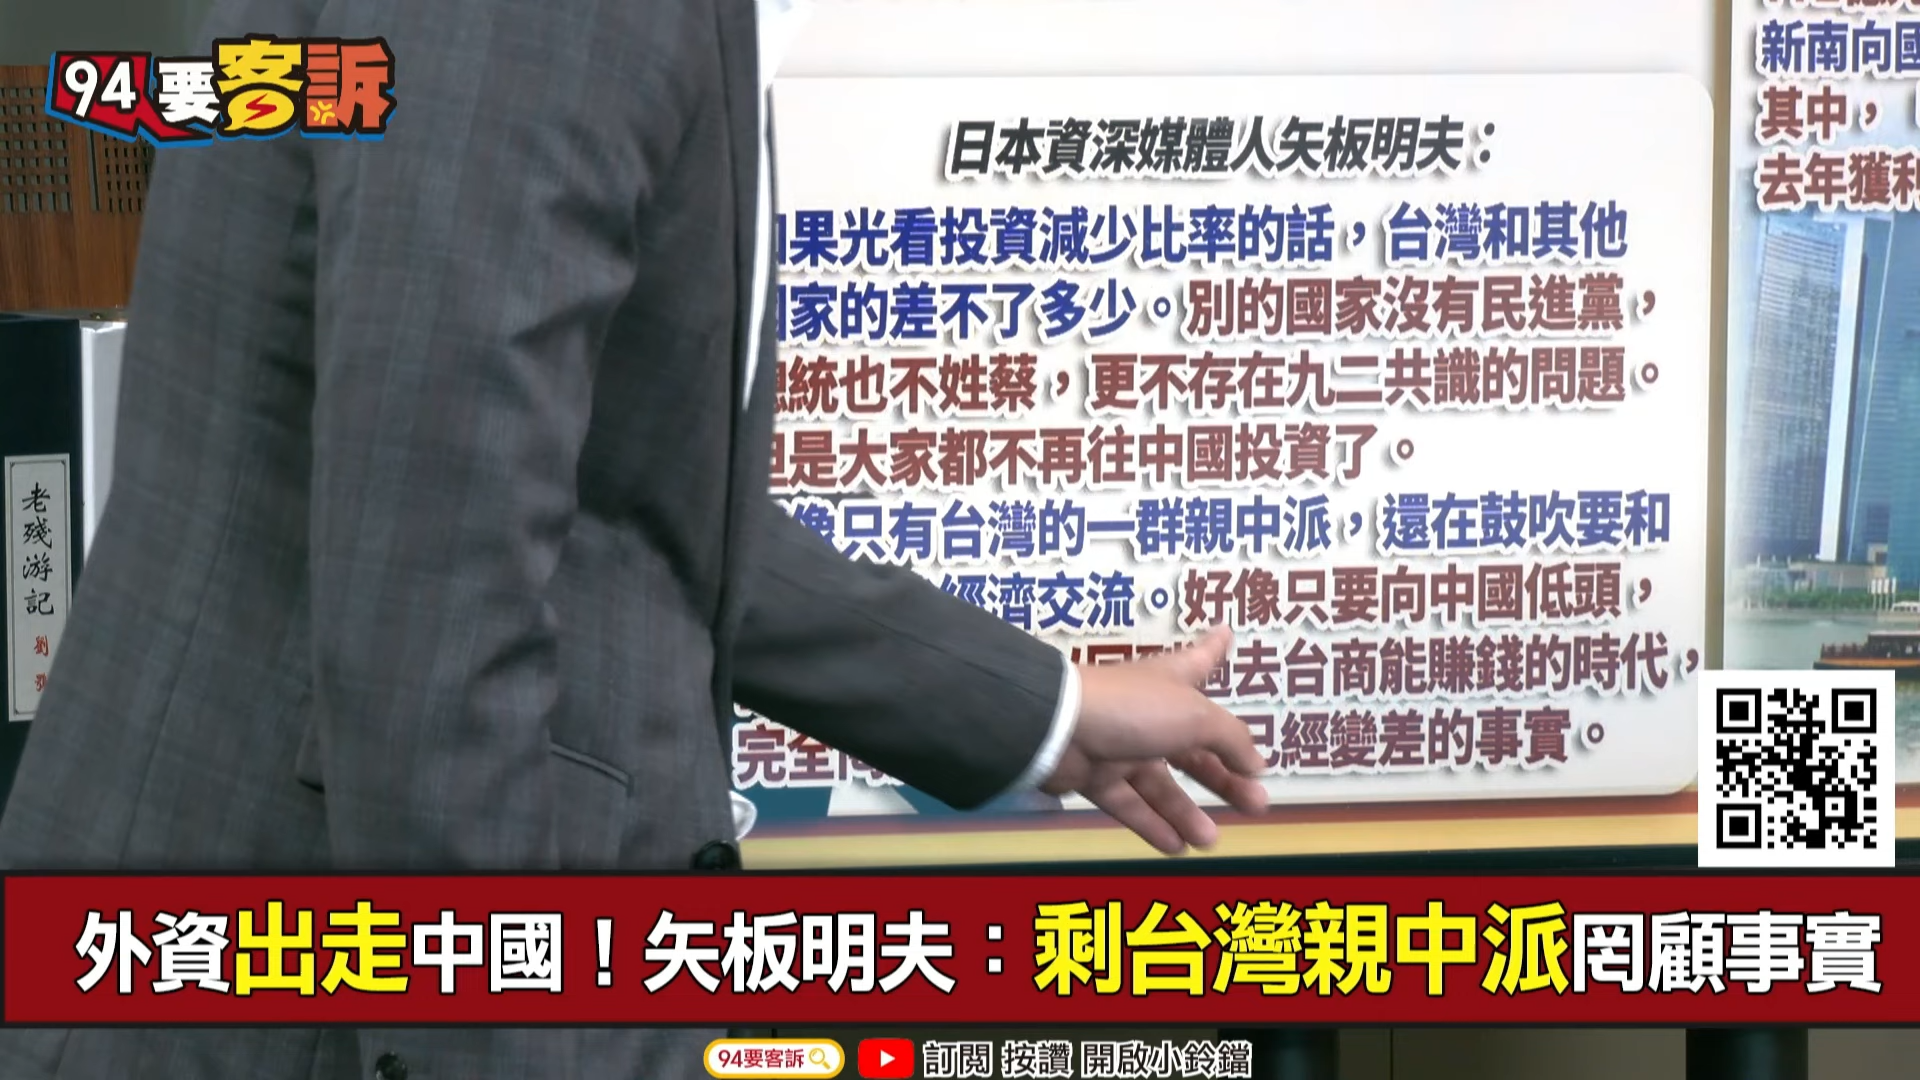 94要客訴
日本資深媒體人矢板明夫：
果光看投資減少比率的話，台灣和其他
家的差不了多少。別的國家沒有民進黨，
統也不姓蔡，更不存在九二共識的問題。
但是大家都不再往中國投資了。
像只有台灣的一群親中派，還在鼓吹要和
經濟交流。好像只要向中國低頭，
回到過去台商能賺錢的時代，
完全 已經變差的事實。
新南向國
其中，
去年獲利
老殘游記
劉
外資出走中國！矢板明夫：剩台灣親中派罔顧事實
94要客訴
訂閱 按讚 開啟小鈴鐺